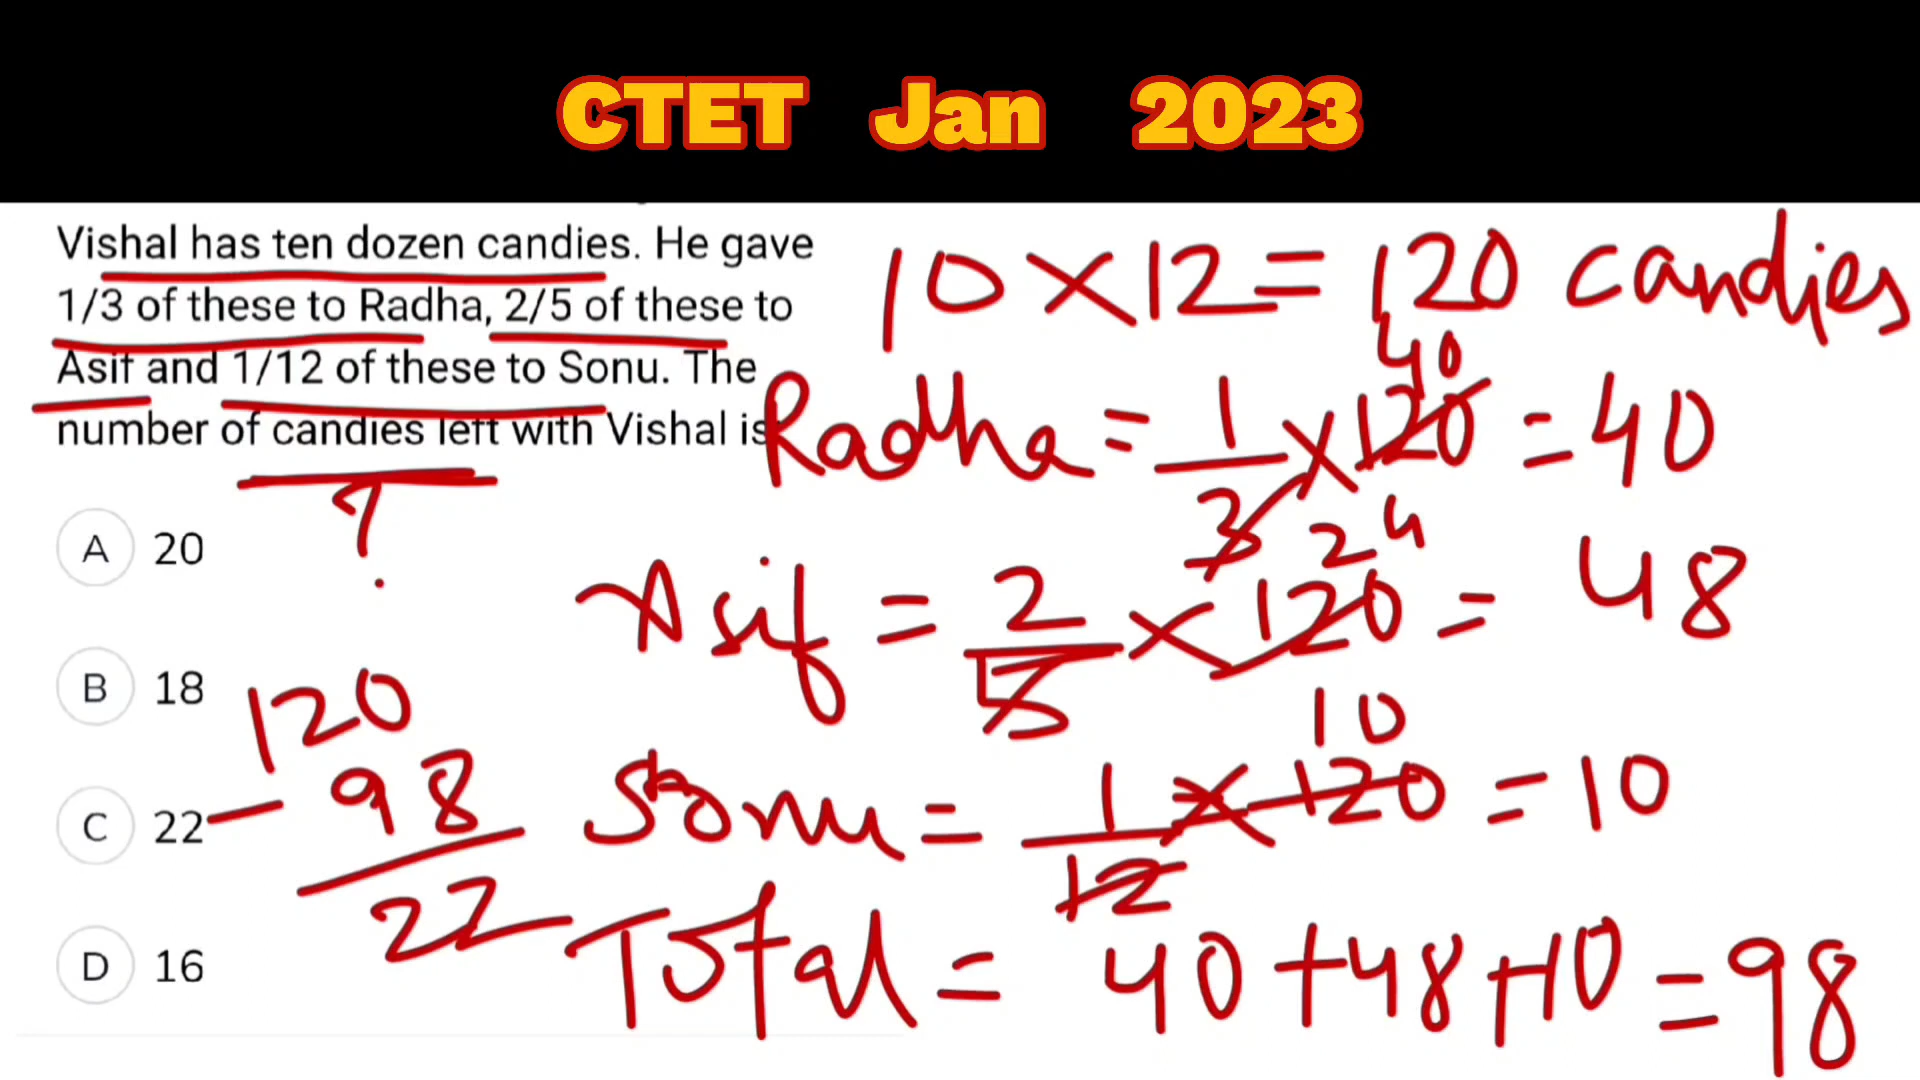 CTET Jan 2023
Vishal has ten dozen candies. He gave
1/3 of these to Radha, 2/5 of these to
Asif and 1/12 of these to Sonu. The
number of candies left with Vishal is
?
A 20
B 18
C 22
D 16
10 × 12 = 120 candies
40
Radha = 1/3 × 120 = 40
24
Asif = 2/5 × 120 = 48
10
Sonu = 1/12 × 120 = 10
Total = 40 + 48 + 10 = 98
120
- 98
22